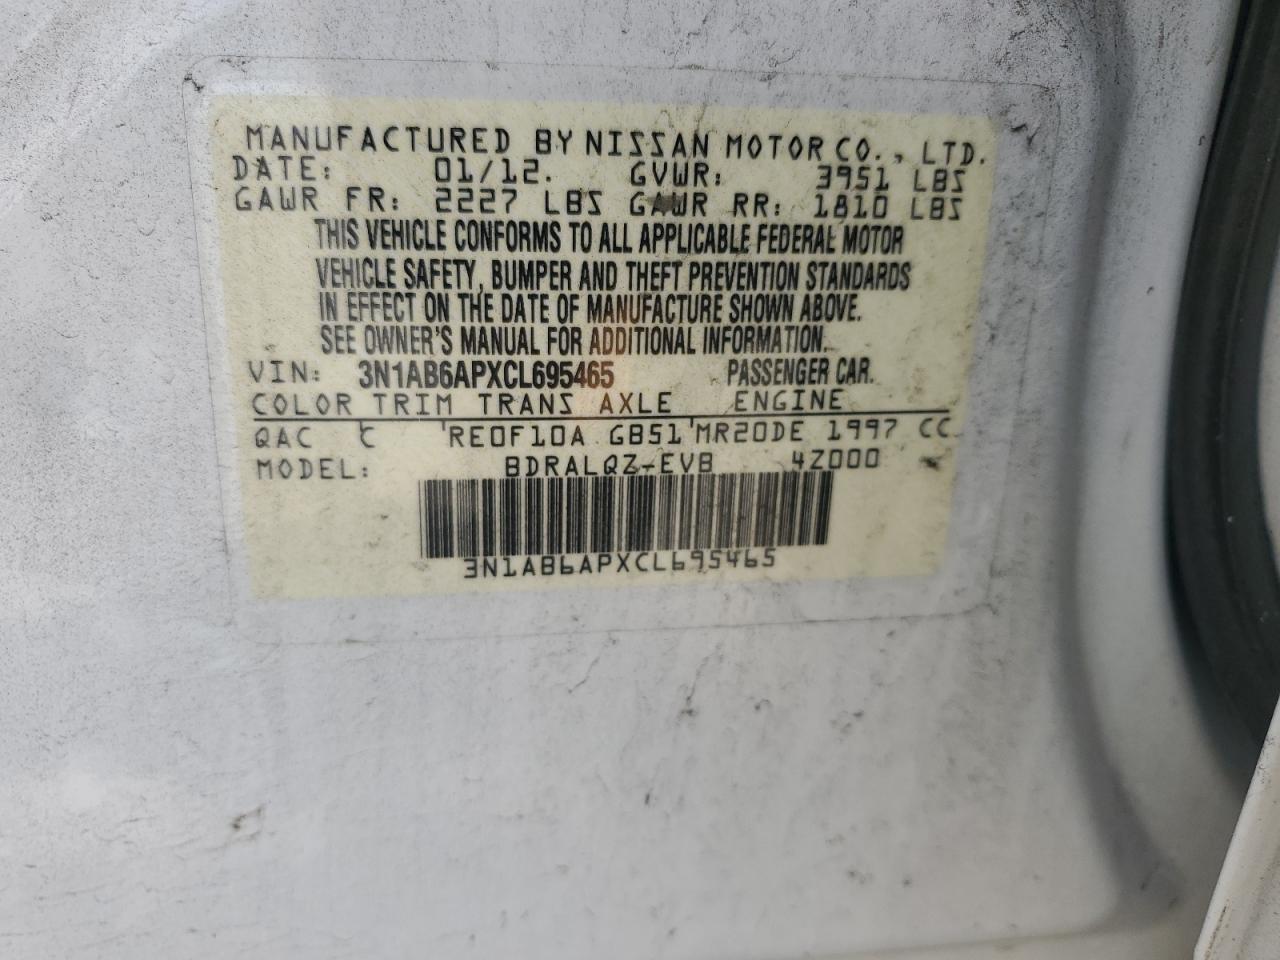 MANUFACTURED BY NISSAN MOTOR CO., LTD.
DATE: 01/12. GVWR: 3951 LBS
GAWR FR: 2227 LBS GAWR RR: 1810 LBS
THIS VEHICLE CONFORMS TO ALL APPLICABLE FEDERAL MOTOR
VEHICLE SAFETY, BUMPER AND THEFT PREVENTION STANDARDS
IN EFFECT ON THE DATE OF MANUFACTURE SHOWN ABOVE.
SEE OWNER'S MANUAL FOR ADDITIONAL INFORMATION.
VIN: 3N1AB6APXCL695465 PASSENGER CAR.
COLOR TRIM TRANS AXLE ENGINE
QAC C RE0F10A GB51 MR20DE 1997 CC
MODEL: BDRALQZ-EVB 4Z000
3N1AB6APXCL695465